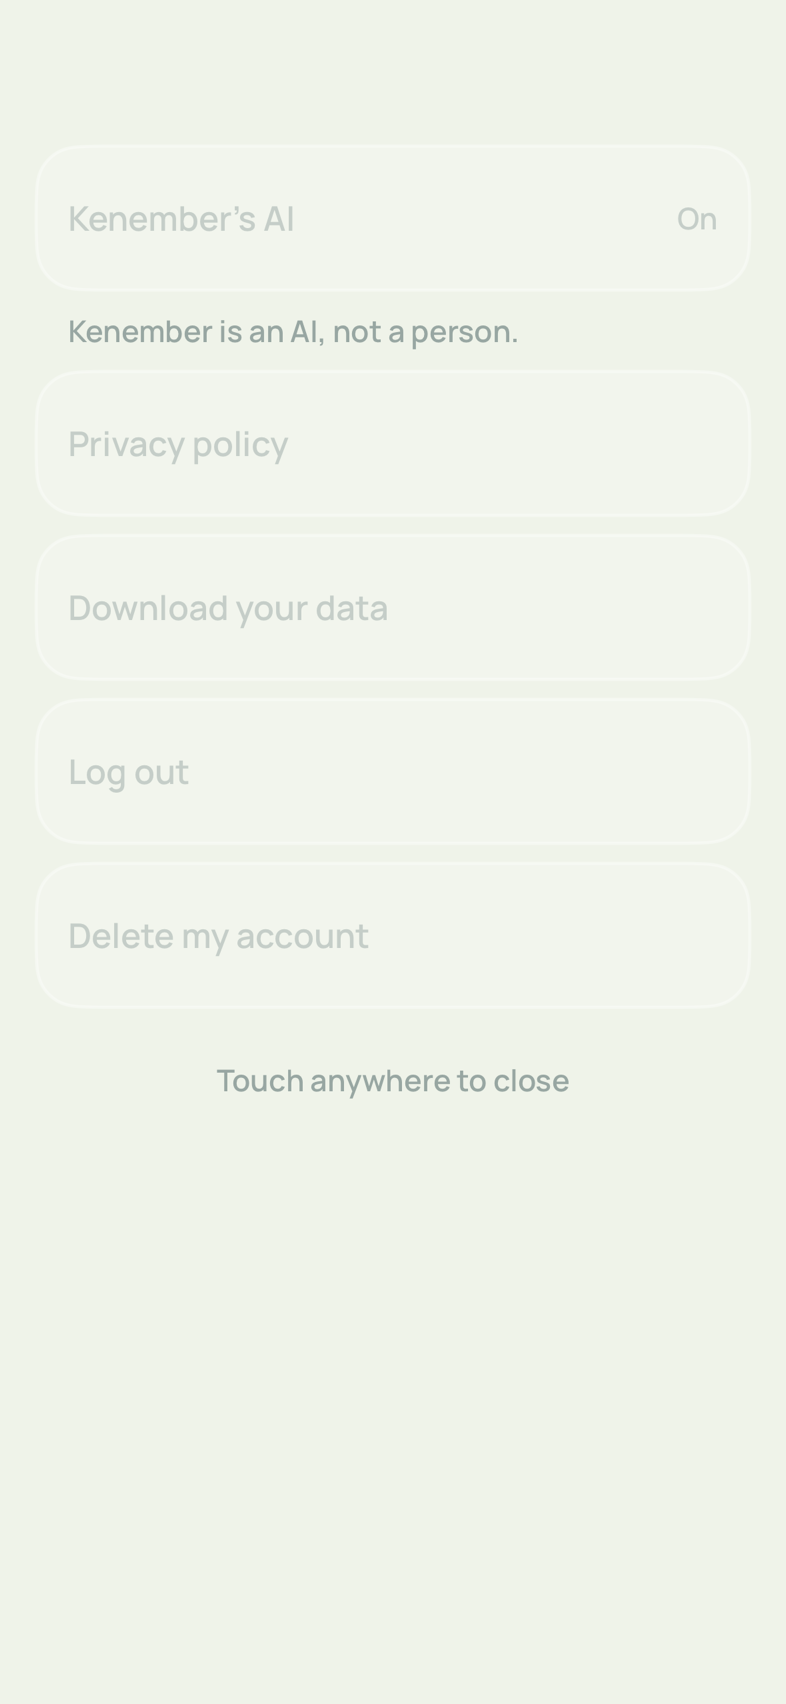 Kenember's AI
On
Kenember is an AI, not a person.
Privacy policy
Download your data
Log out
Delete my account
Touch anywhere to close